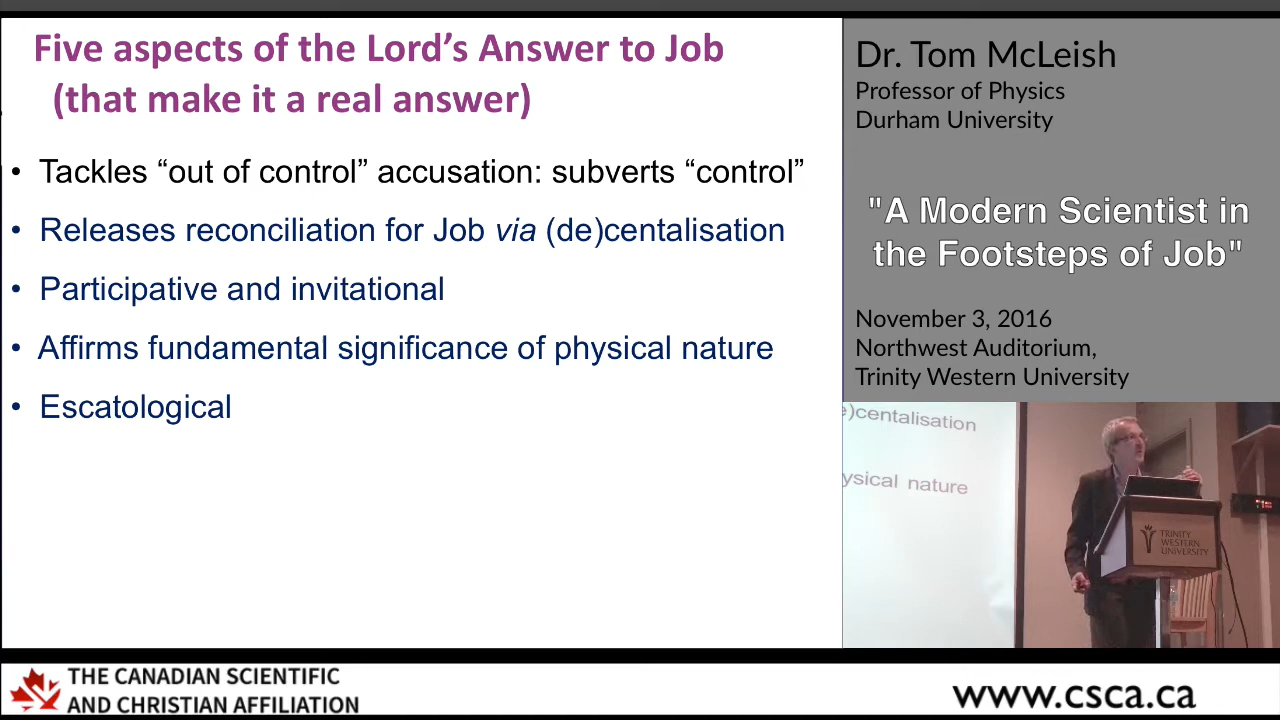 Five aspects of the Lord’s Answer to Job
(that make it a real answer)
• Tackles “out of control” accusation: subverts “control”
• Releases reconciliation for Job via (de)centalisation
• Participative and invitational
• Affirms fundamental significance of physical nature
• Escatological
Dr. Tom McLeish
Professor of Physics
Durham University
"A Modern Scientist in
the Footsteps of Job"
November 3, 2016
Northwest Auditorium,
Trinity Western University
e)centalisation
ysical nature
TRINITY
WESTERN
UNIVERSITY
THE CANADIAN SCIENTIFIC
AND CHRISTIAN AFFILIATION
www.csca.ca